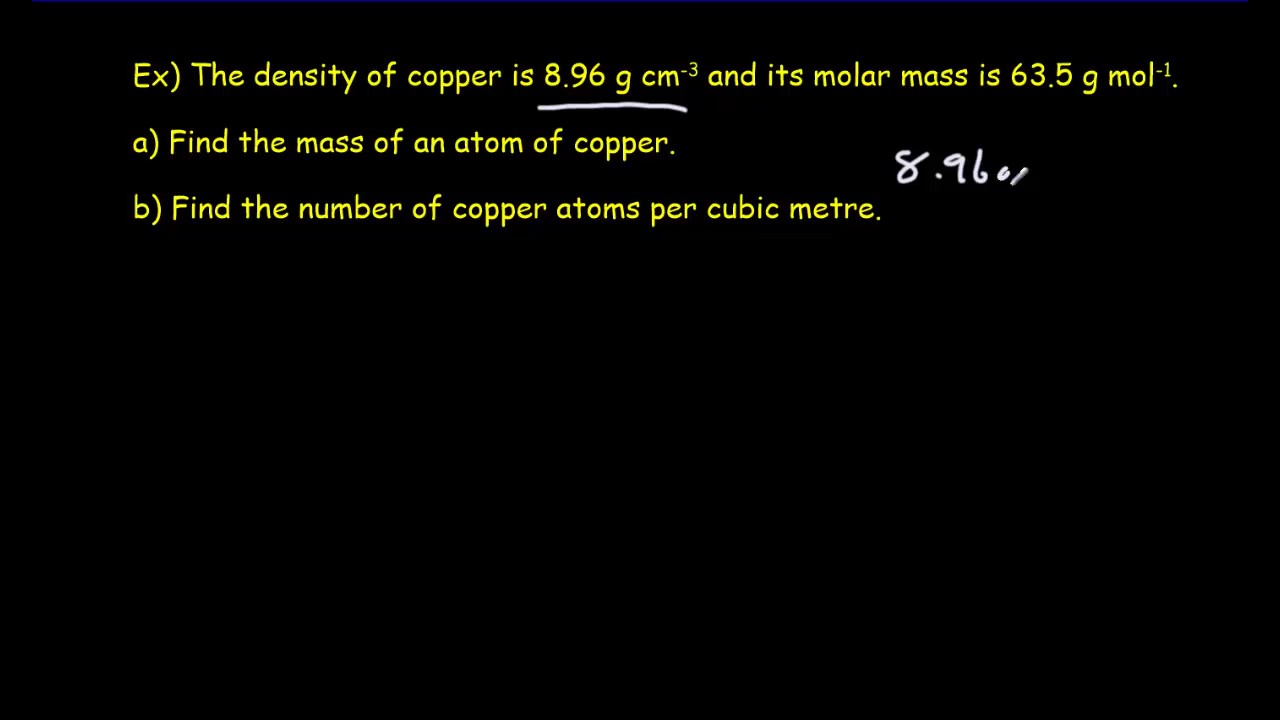 Ex) The density of copper is 8.96 g cm⁻³ and its molar mass is 63.5 g mol⁻¹.
a) Find the mass of an atom of copper.
8.96
b) Find the number of copper atoms per cubic metre.